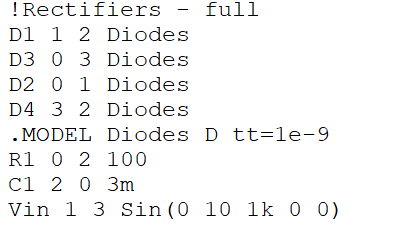 !Rectifiers - full
D1 1 2 Diodes
D3 0 3 Diodes
D2 0 1 Diodes
D4 3 2 Diodes
.MODEL Diodes D tt=1e-9
R1 0 2 100
C1 2 0 3m
Vin 1 3 Sin(0 10 1k 0 0)